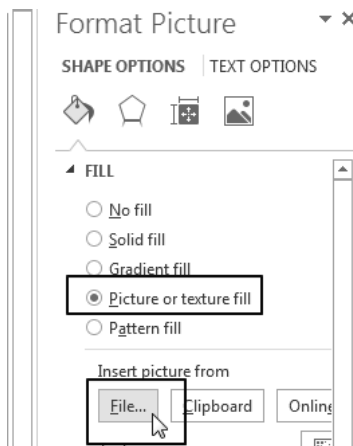 Format Picture
SHAPE OPTIONS TEXT OPTIONS
FILL
No fill
Solid fill
Gradient fill
Picture or texture fill
Pattern fill
Insert picture from
File... Clipboard Online